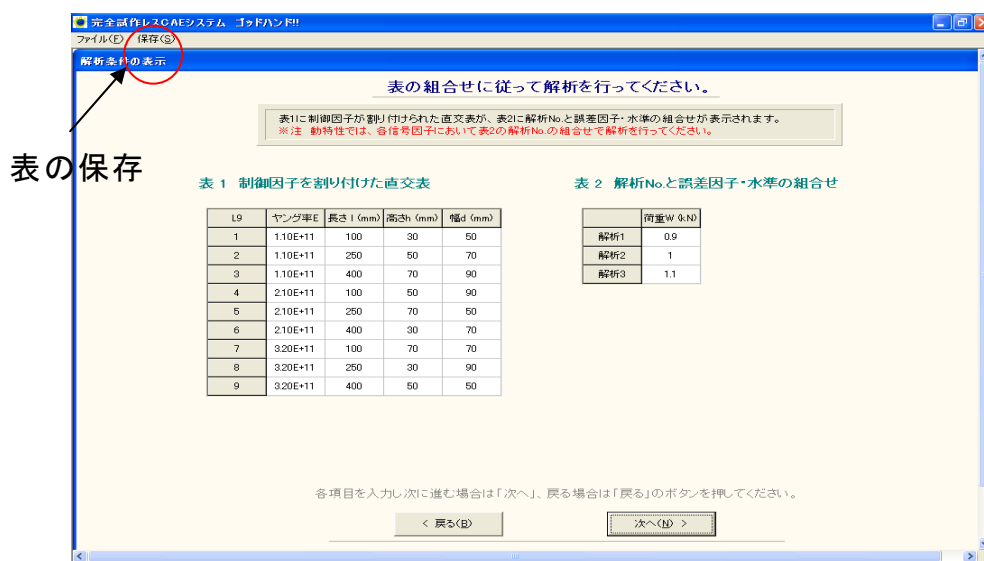 完全試作レスCAEシステム ゴッドハンド!!
ファイル(F) 保存(S)
解析条件の表示
表の組合せに従って解析を行ってください。
表1に制御因子が割り付けられた直交表が、表2に解析No.と誤差因子・水準の組合せが表示されます。
※注 動特性では、各信号因子において表2の解析No.の組合せで解析を行ってください。
表の保存
表 1 制御因子を割り付けた直交表
L9 ヤング率E 長さ l (mm) 高さh (mm) 幅d (mm)
1 1.10E+11 100 30 50
2 1.10E+11 250 50 70
3 1.10E+11 400 70 90
4 2.10E+11 100 50 90
5 2.10E+11 250 70 50
6 2.10E+11 400 30 70
7 3.20E+11 100 70 70
8 3.20E+11 250 30 90
9 3.20E+11 400 50 50
表 2 解析No.と誤差因子・水準の組合せ
荷重W (kN)
解析1 0.9
解析2 1
解析3 1.1
各項目を入力し次に進む場合は「次へ」、戻る場合は「戻る」のボタンを押してください。
< 戻る(B)
次へ(N) >